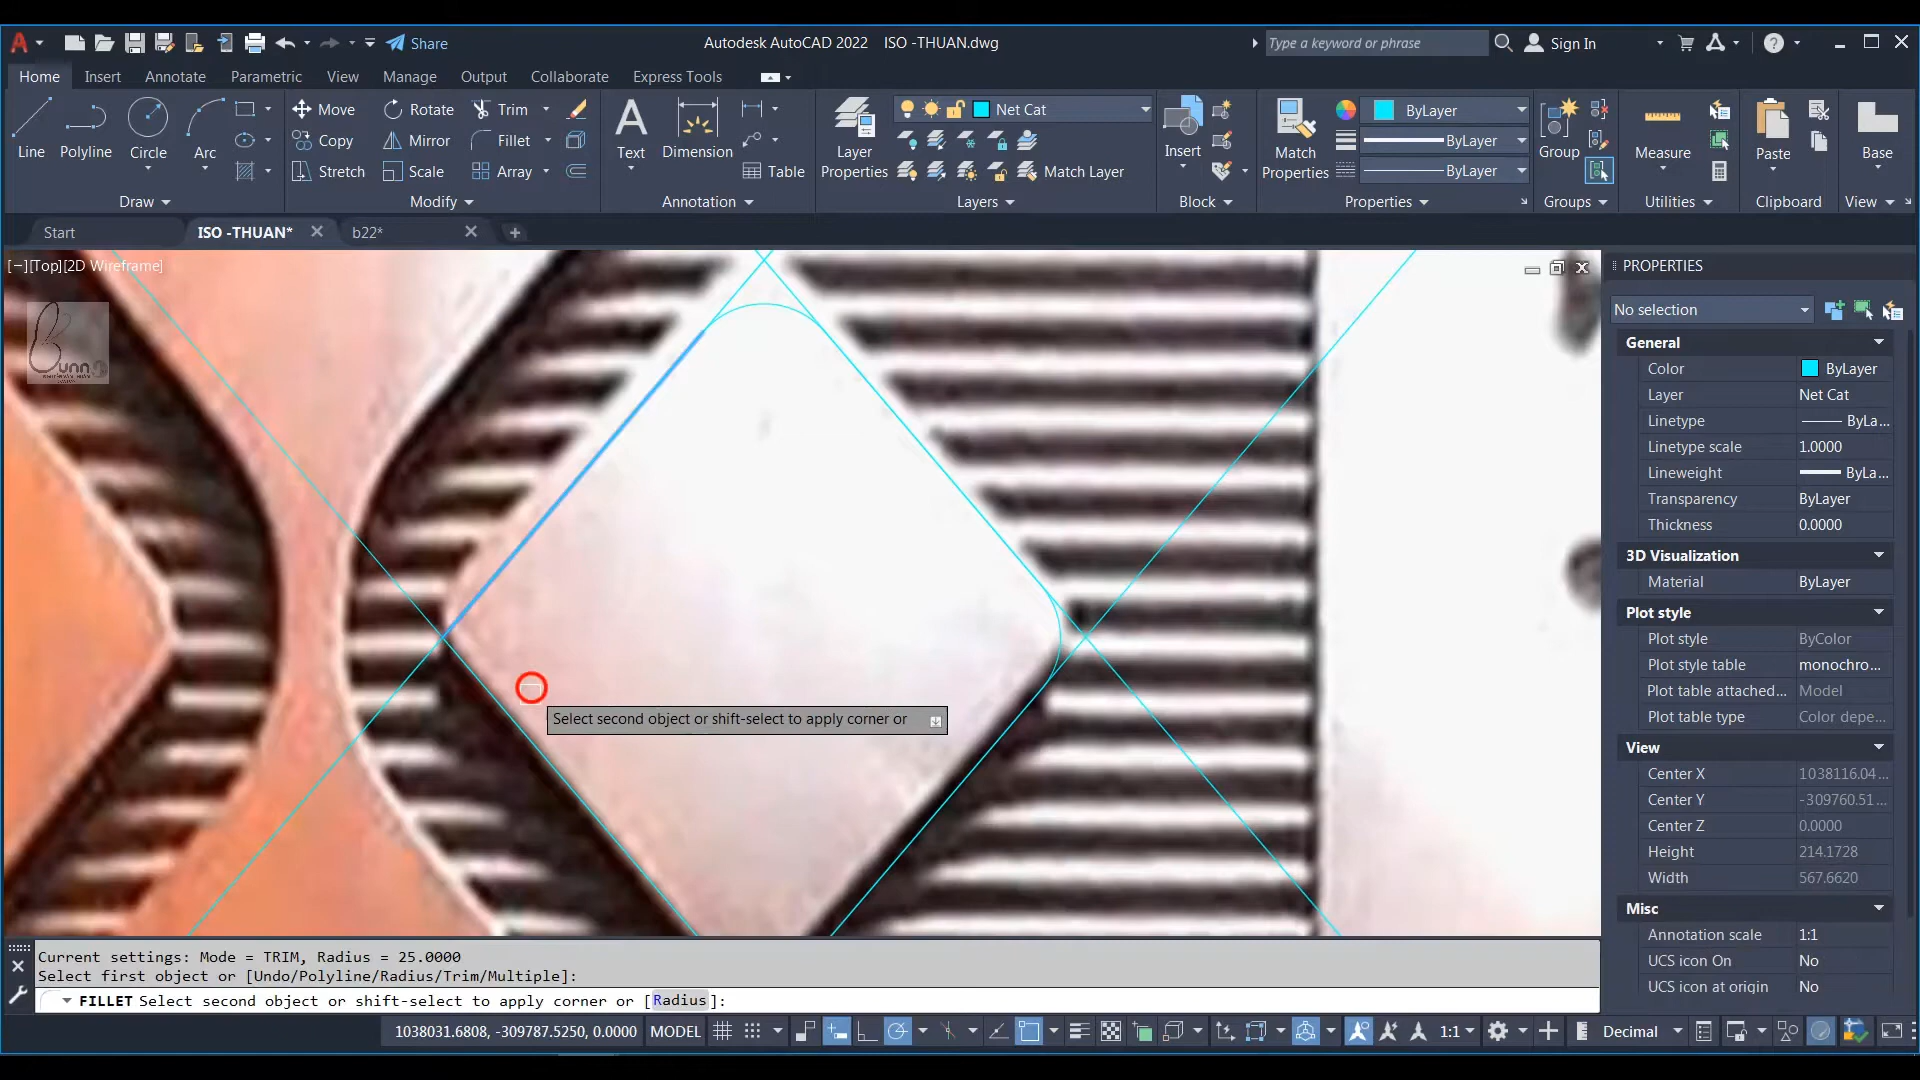 Share
Autodesk AutoCAD 2022 ISO -THUAN.dwg
Type a keyword or phrase
Sign In
Home Insert Annotate Parametric View Manage Output Collaborate Express Tools
Line Polyline Circle Arc
Draw
Move Rotate Trim
Copy Mirror Fillet
Stretch Scale Array
Modify
Text Dimension Table
Annotation
Layer Properties
Net Cat
Match Layer
Layers
Insert
Block
Match Properties
ByLayer
ByLayer
ByLayer
Properties
Group
Groups
Measure
Utilities
Paste
Clipboard
Base
View
Start ISO -THUAN* b22*
[−][Top][2D Wireframe]
Bunn
Select second object or shift-select to apply corner or
PROPERTIES
No selection
General
Color ByLayer
Layer Net Cat
Linetype ByLa...
Linetype scale 1.0000
Lineweight ByLa...
Transparency ByLayer
Thickness 0.0000
3D Visualization
Material ByLayer
Plot style
Plot style ByColor
Plot style table monochro...
Plot table attached... Model
Plot table type Color depe...
View
Center X 1038116.04...
Center Y -309760.51...
Center Z 0.0000
Height 214.1728
Width 567.6620
Misc
Annotation scale 1:1
UCS icon On No
UCS icon at origin No
Current settings: Mode = TRIM, Radius = 25.0000
Select first object or [Undo/Polyline/Radius/Trim/Multiple]:
FILLET Select second object or shift-select to apply corner or [Radius]:
1038031.6808, -309787.5250, 0.0000 MODEL 1:1 Decimal